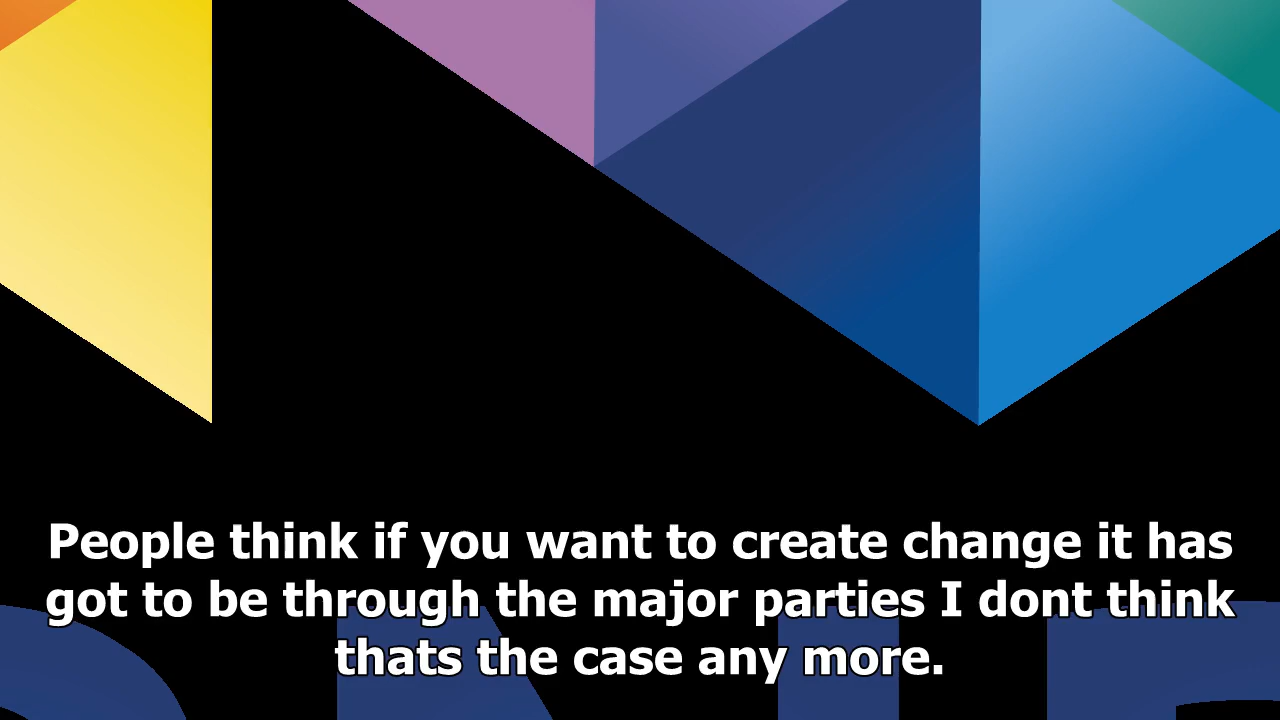 People think if you want to create change it has
got to be through the major parties I dont think
thats the case any more.